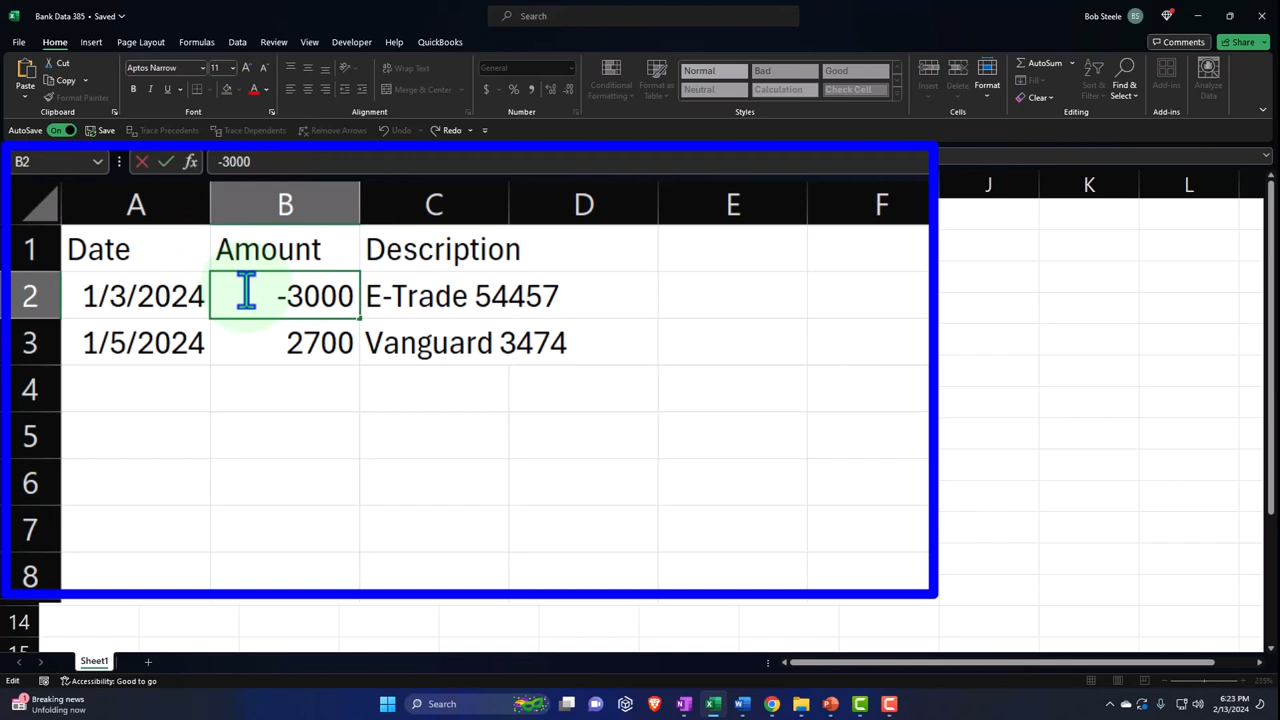 Bank Data 385 • Saved
Search
Bob Steele
BS
File Home Insert Page Layout Formulas Data Review View Developer Help QuickBooks
Comments
Share
Paste
Cut
Copy
Format Painter
Clipboard
Aptos Narrow
11
B I U
Font
Wrap Text
Merge & Center
Alignment
General
$ % ,
Number
Conditional Formatting
Format as Table
Normal Bad Good
Neutral Calculation Check Cell
Styles
Insert
Delete
Format
Cells
AutoSum
Fill
Clear
Sort & Filter
Find & Select
Editing
Add-ins
Add-ins
Analyze Data
AutoSave On Save Trace Precedents Trace Dependents Remove Arrows Undo Redo
B2
fx
-3000
A B C D E F J K L
1 Date Amount Description
2 1/3/2024 -3000 E-Trade 54457
3 1/5/2024 2700 Vanguard 3474
4
5
6
7
8
14
15
Sheet1
Edit
Accessibility: Good to go
1
Breaking news
Unfolding now
Search
6:23 PM
2/13/2024